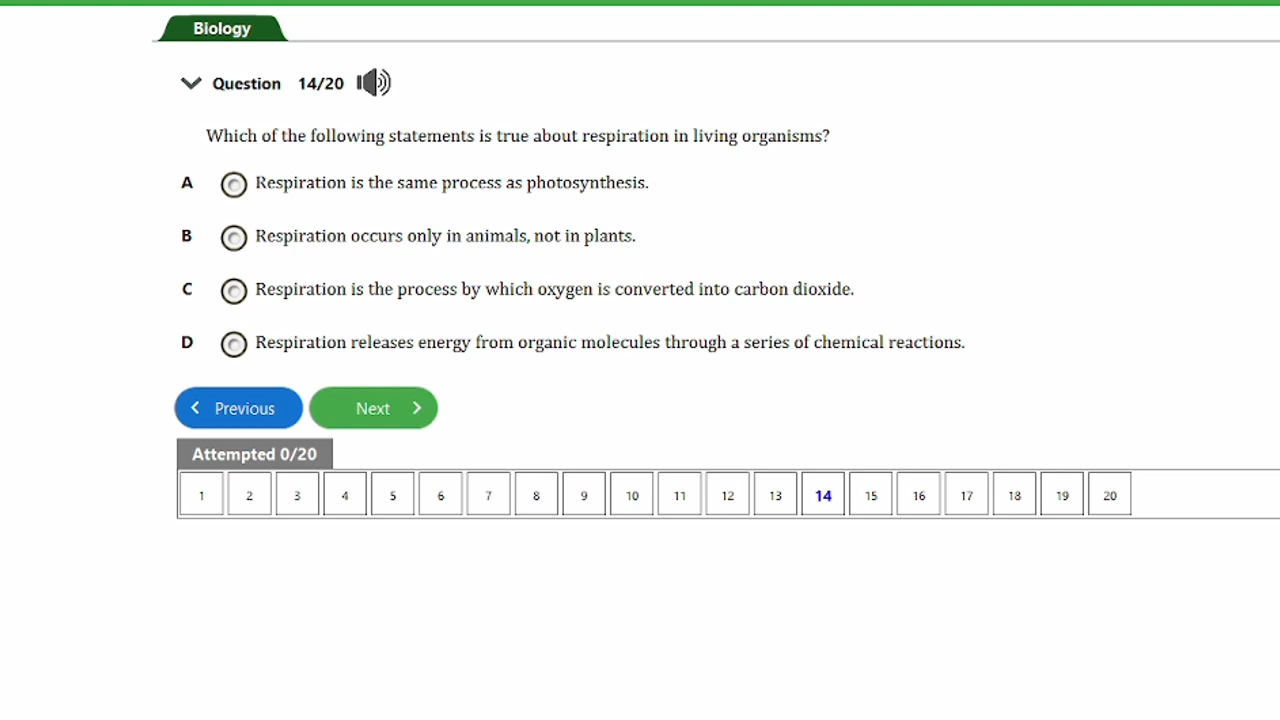 Biology
Question 14/20
Which of the following statements is true about respiration in living organisms?
A Respiration is the same process as photosynthesis.
B Respiration occurs only in animals, not in plants.
C Respiration is the process by which oxygen is converted into carbon dioxide.
D Respiration releases energy from organic molecules through a series of chemical reactions.
Previous Next
Attempted 0/20
1 2 3 4 5 6 7 8 9 10 11 12 13 14 15 16 17 18 19 20